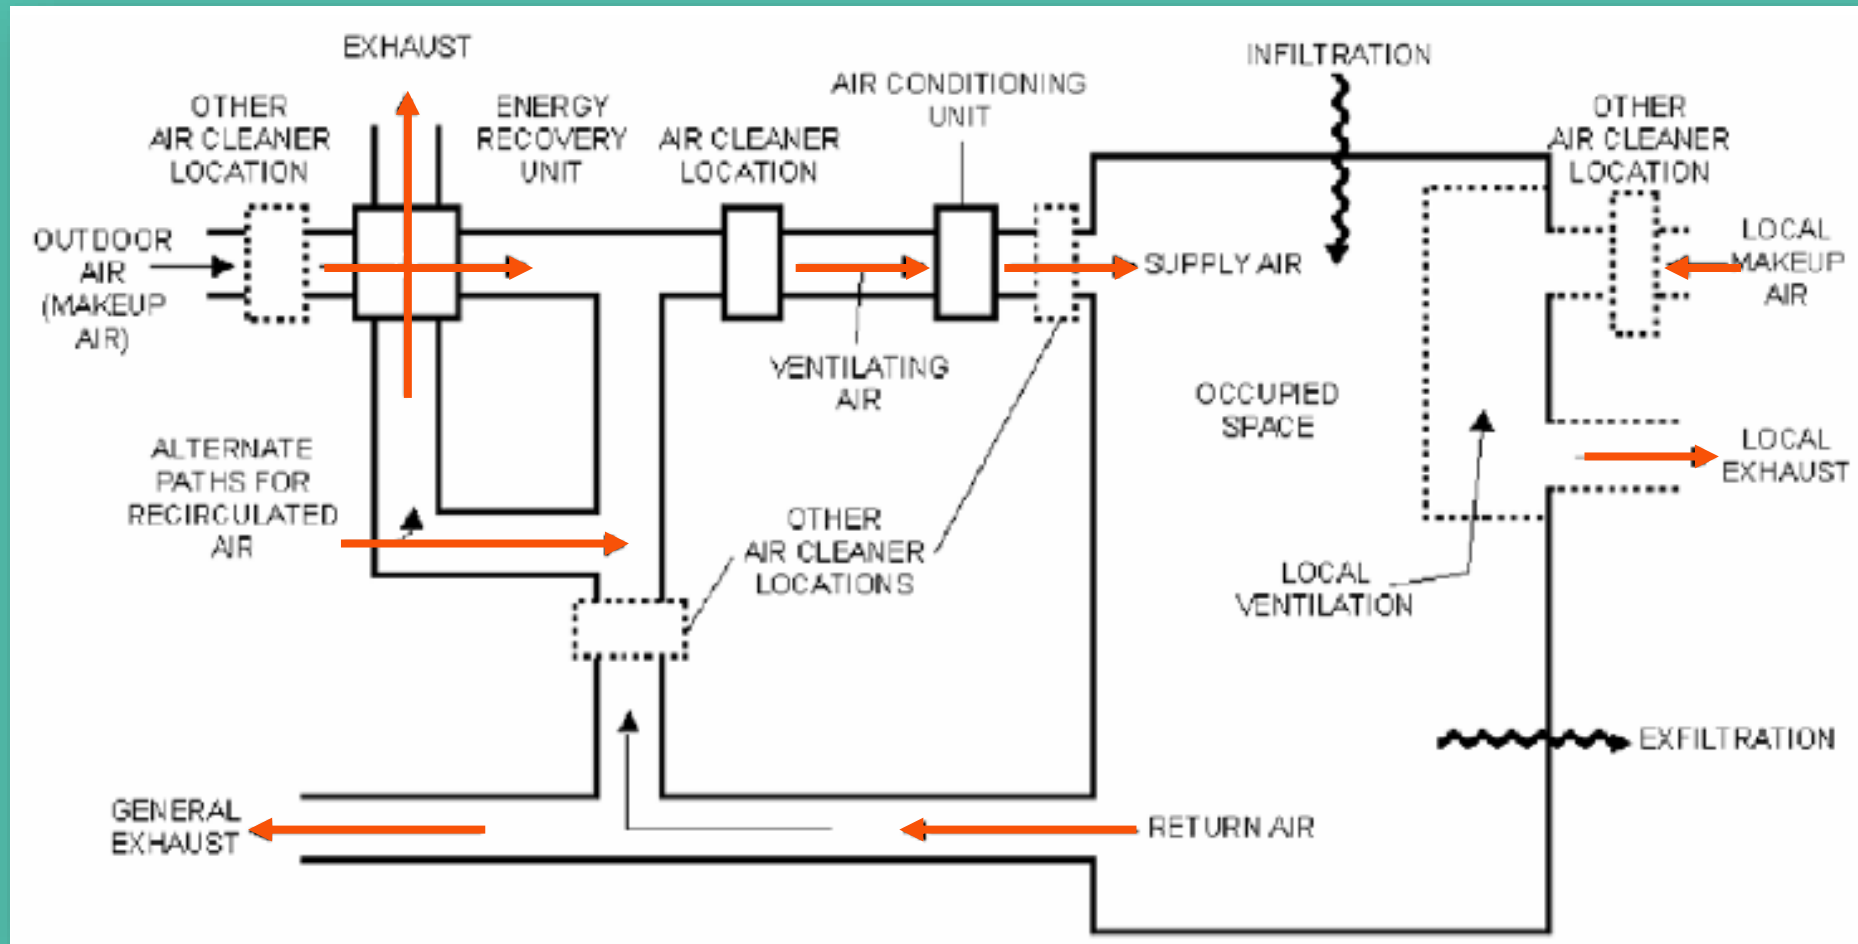 EXHAUST
OTHER
AIR CLEANER
LOCATION
ENERGY
RECOVERY
UNIT
AIR CLEANER
LOCATION
AIR CONDITIONING
UNIT
INFILTRATION
OTHER
AIR CLEANER
LOCATION
OUTDOOR
AIR
(MAKEUP
AIR)
SUPPLY AIR
LOCAL
MAKEUP
AIR
VENTILATING
AIR
OCCUPIED
SPACE
LOCAL
EXHAUST
ALTERNATE
PATHS FOR
RECIRCULATED
AIR
OTHER
AIR CLEANER
LOCATIONS
LOCAL
VENTILATION
EXFILTRATION
GENERAL
EXHAUST
RETURN AIR